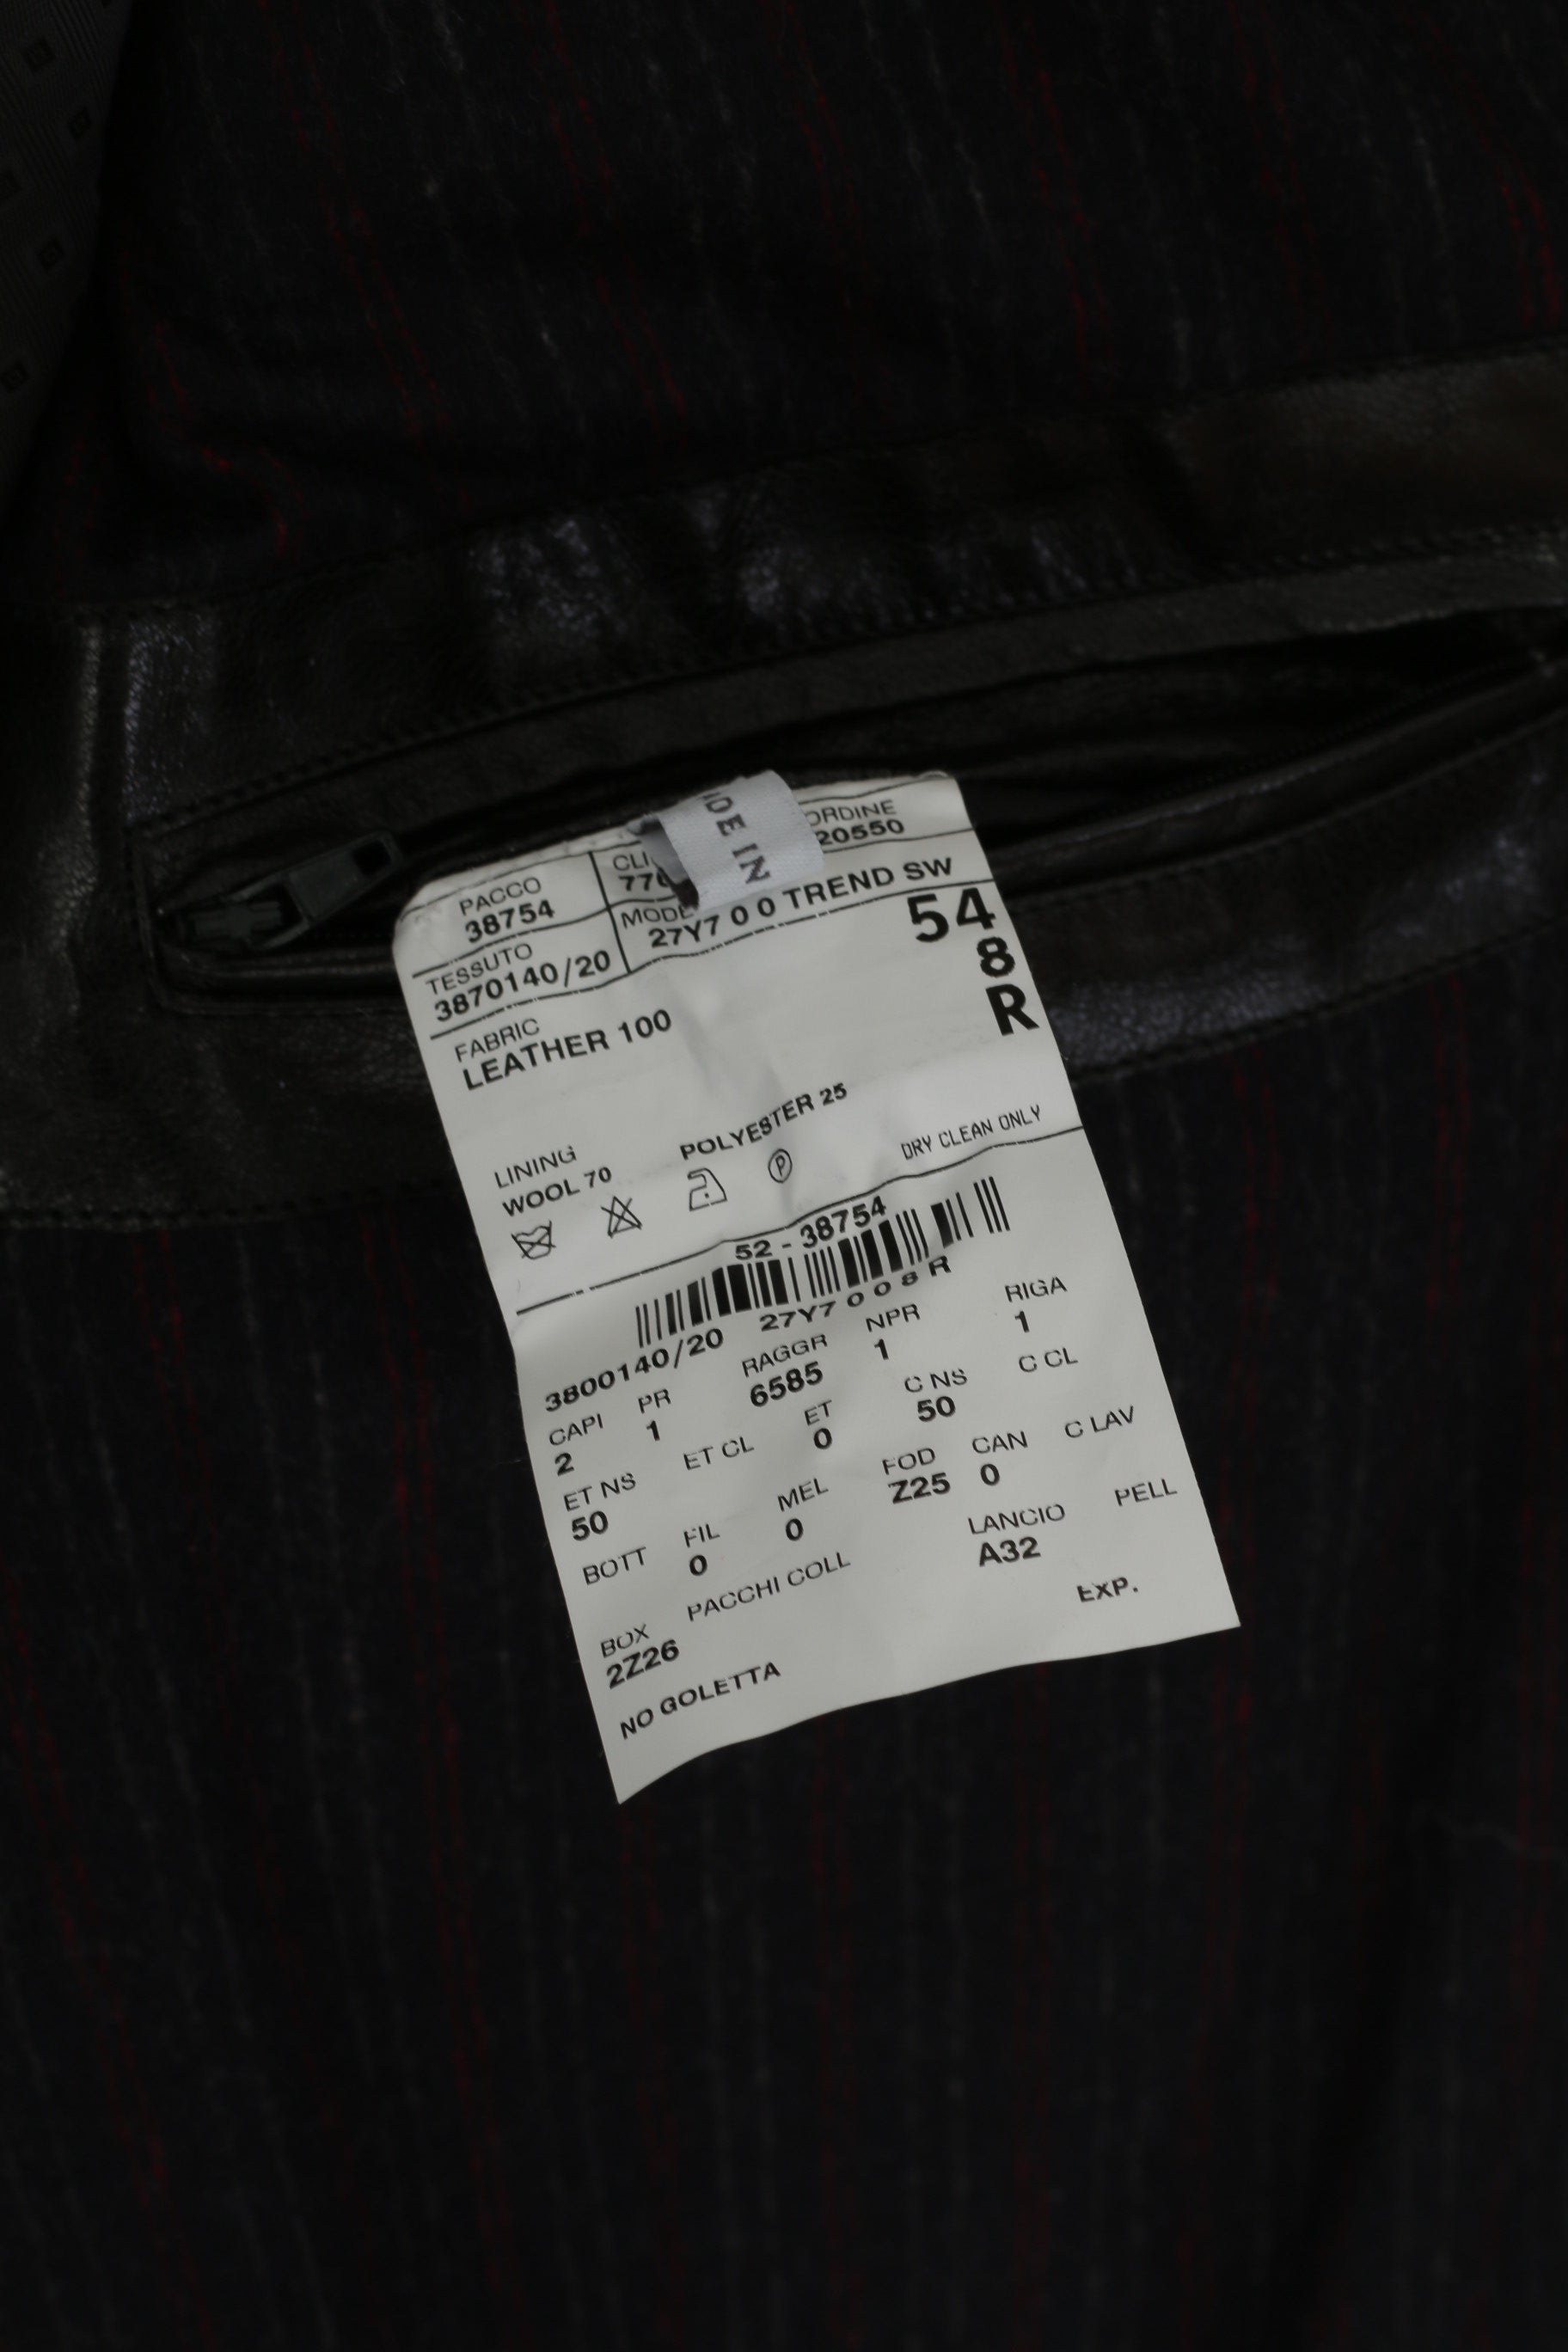 MADE IN
PACCO
38754
CLI
770
ORDINE
20550
TESSUTO
3870140/20
MODE
27Y7 0 0 TREND SW
54
8
R
FABRIC
LEATHER 100
LINING
WOOL 70
POLYESTER 25
DRY CLEAN ONLY
P
52 - 38754
3800140/20 27Y7 0 0 8 R
CAPI PR RAGGR NPR RIGA
2 1 6585 1 1
ET NS ET CL ET C NS C CL
50 0 50
BOTT FIL MEL FOD CAN C LAV
0 0 Z25 0
BOX PACCHI COLL LANCIO PELL
2Z26 A32
NO GOLETTA EXP.